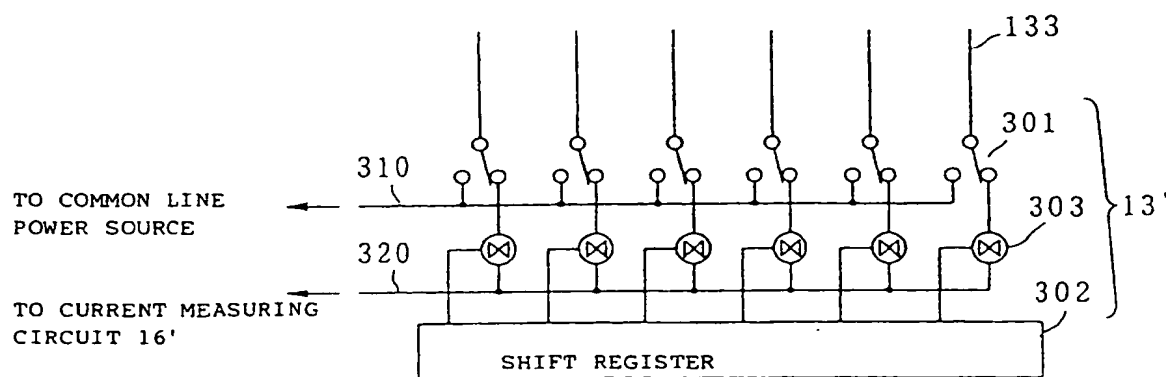 133
301
310
TO COMMON LINE
POWER SOURCE
13'
303
320
TO CURRENT MEASURING
CIRCUIT 16'
302
SHIFT REGISTER